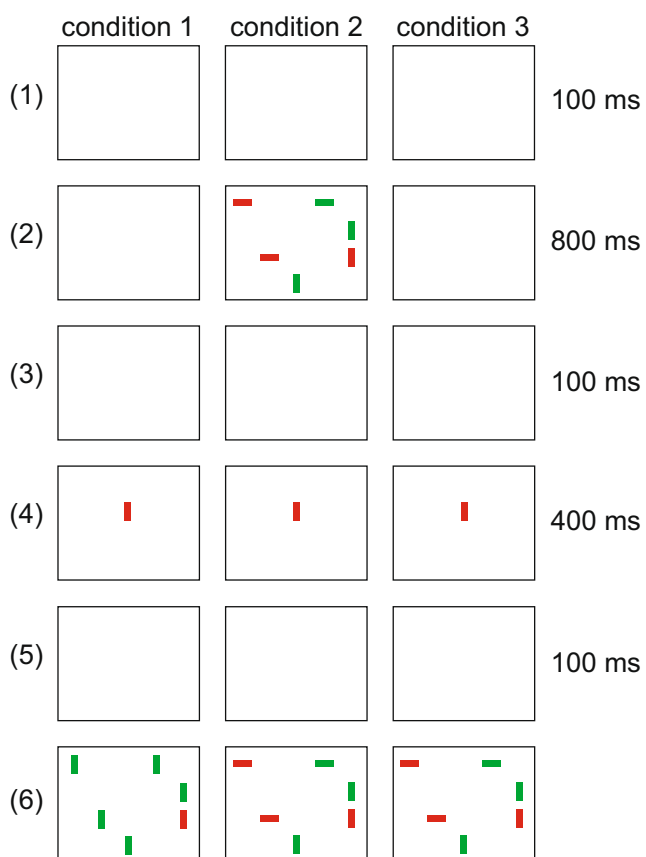 condition 1 condition 2 condition 3
(1) 100 ms
(2) 800 ms
(3) 100 ms
(4) 400 ms
(5) 100 ms
(6)